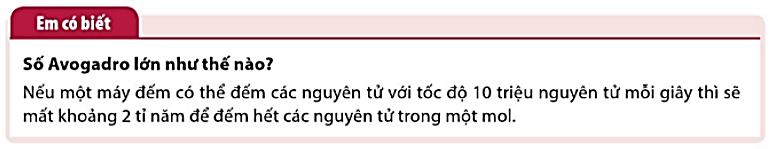 Em có biết
Số Avogadro lớn như thế nào?
Nếu một máy đếm có thể đếm các nguyên tử với tốc độ 10 triệu nguyên tử mỗi giây thì sẽ
mất khoảng 2 tỉ năm để đếm hết các nguyên tử trong một mol.